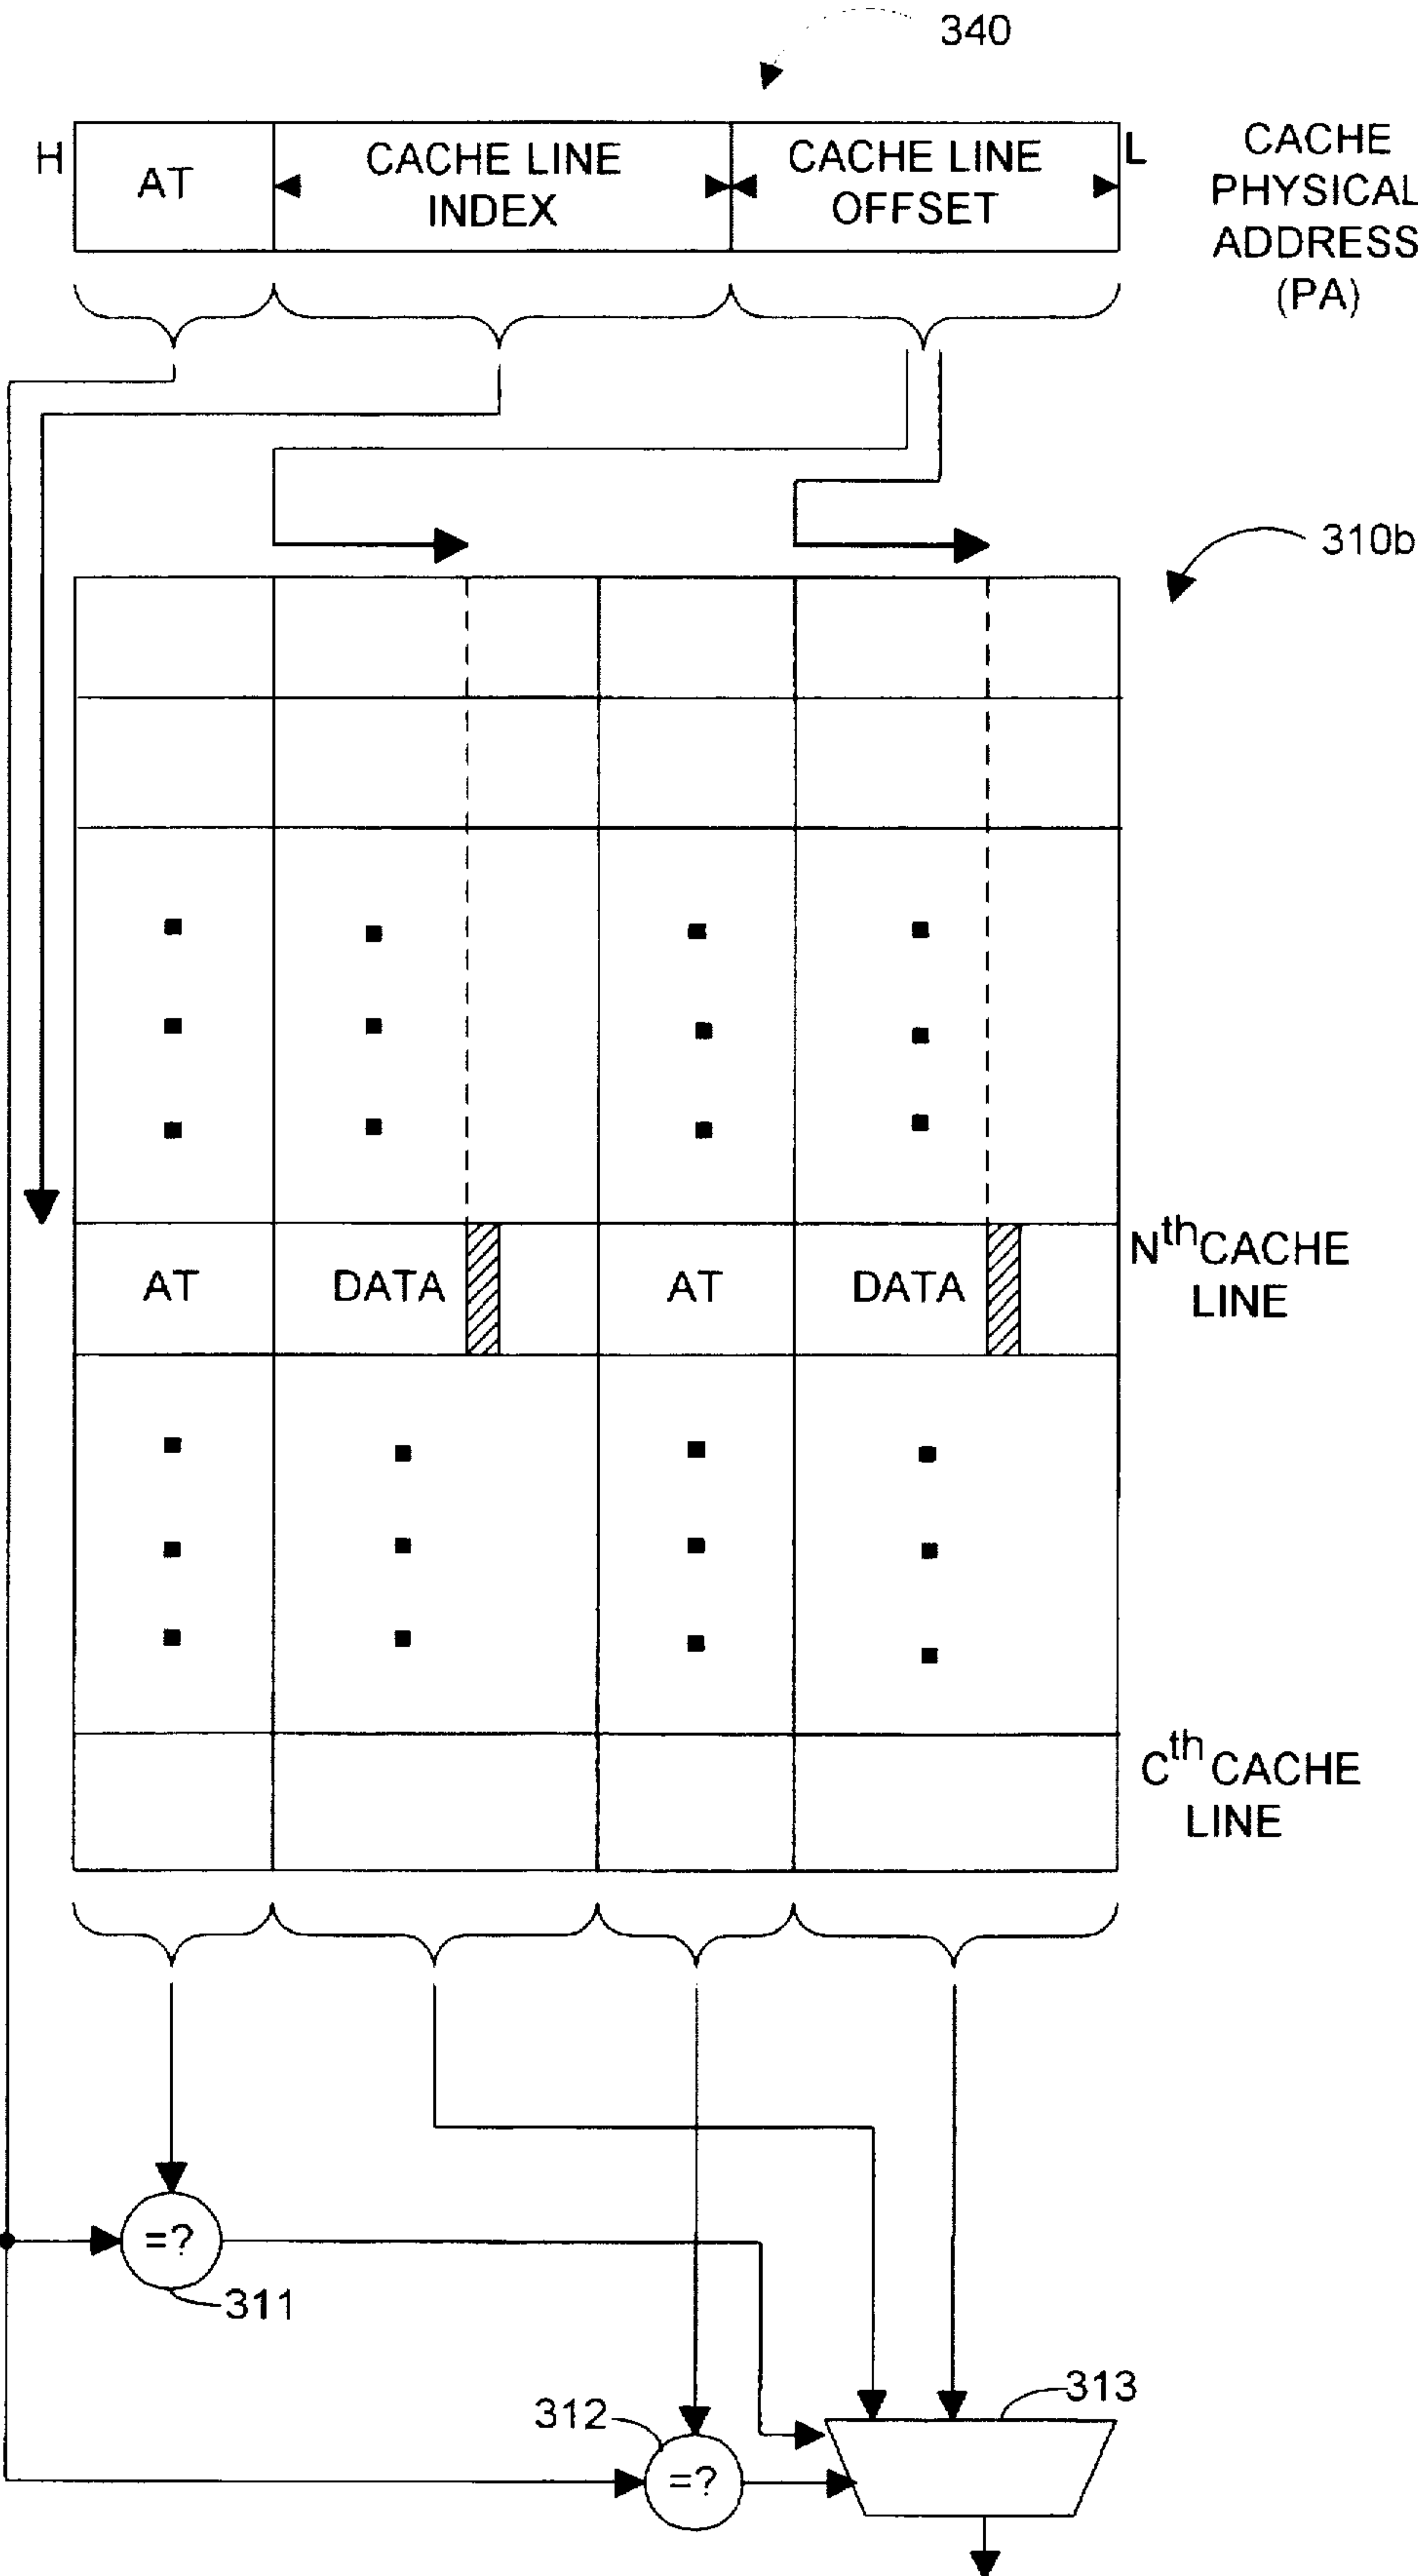 340
H
AT
CACHE LINE
INDEX
CACHE LINE
OFFSET
L
CACHE
PHYSICAL
ADDRESS
(PA)
310b
AT
DATA
AT
DATA
Nth CACHE
LINE
Cth CACHE
LINE
=?
311
312
=?
313